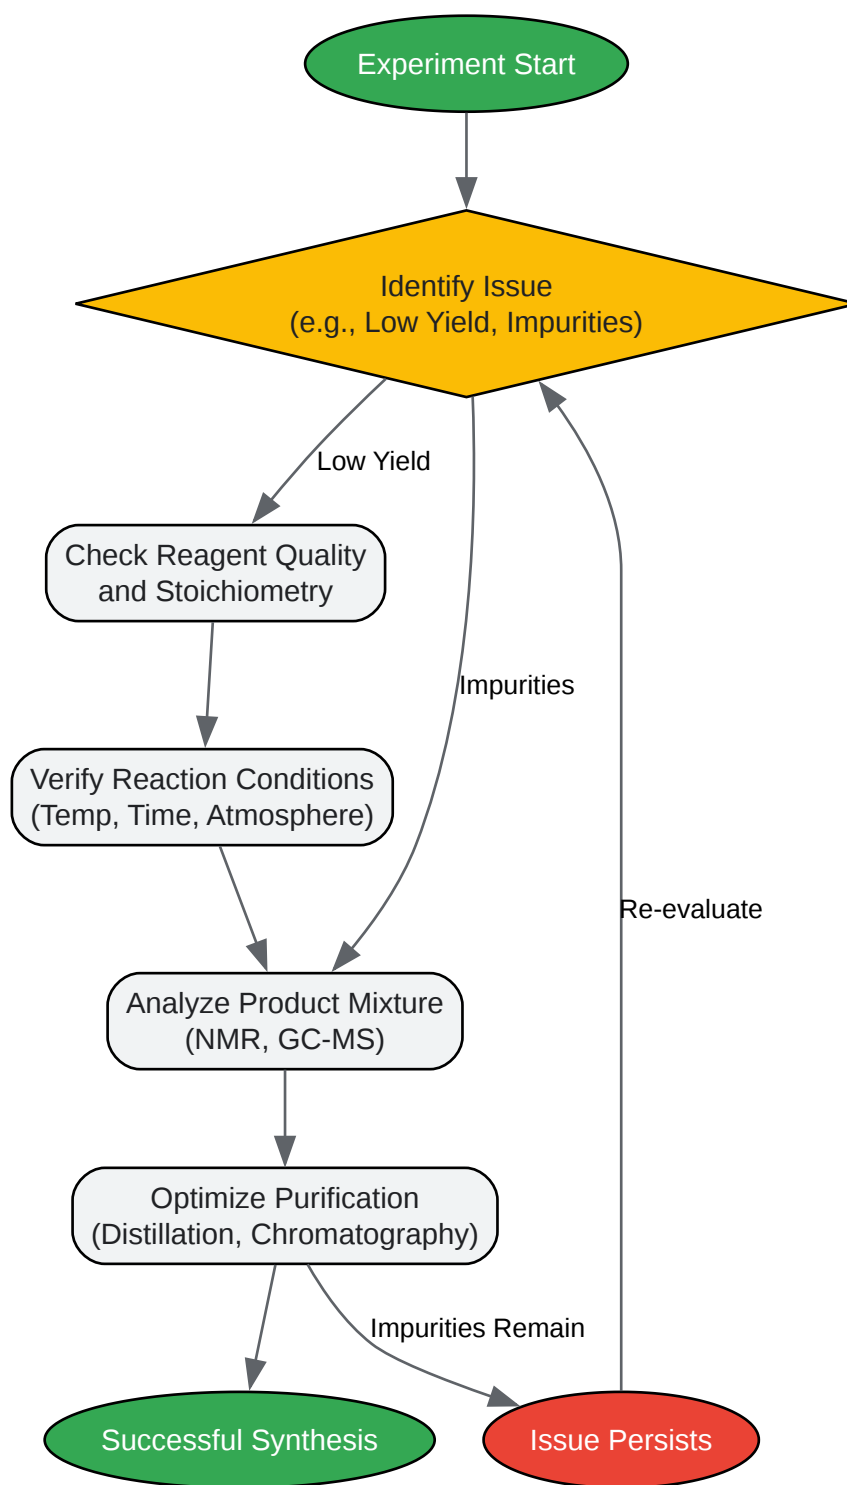 Experiment Start
Identify Issue
(e.g., Low Yield, Impurities)
Low Yield
Check Reagent Quality
and Stoichiometry
Impurities
Verify Reaction Conditions
(Temp, Time, Atmosphere)
Re-evaluate
Analyze Product Mixture
(NMR, GC-MS)
Optimize Purification
(Distillation, Chromatography)
Impurities Remain
Successful Synthesis
Issue Persists